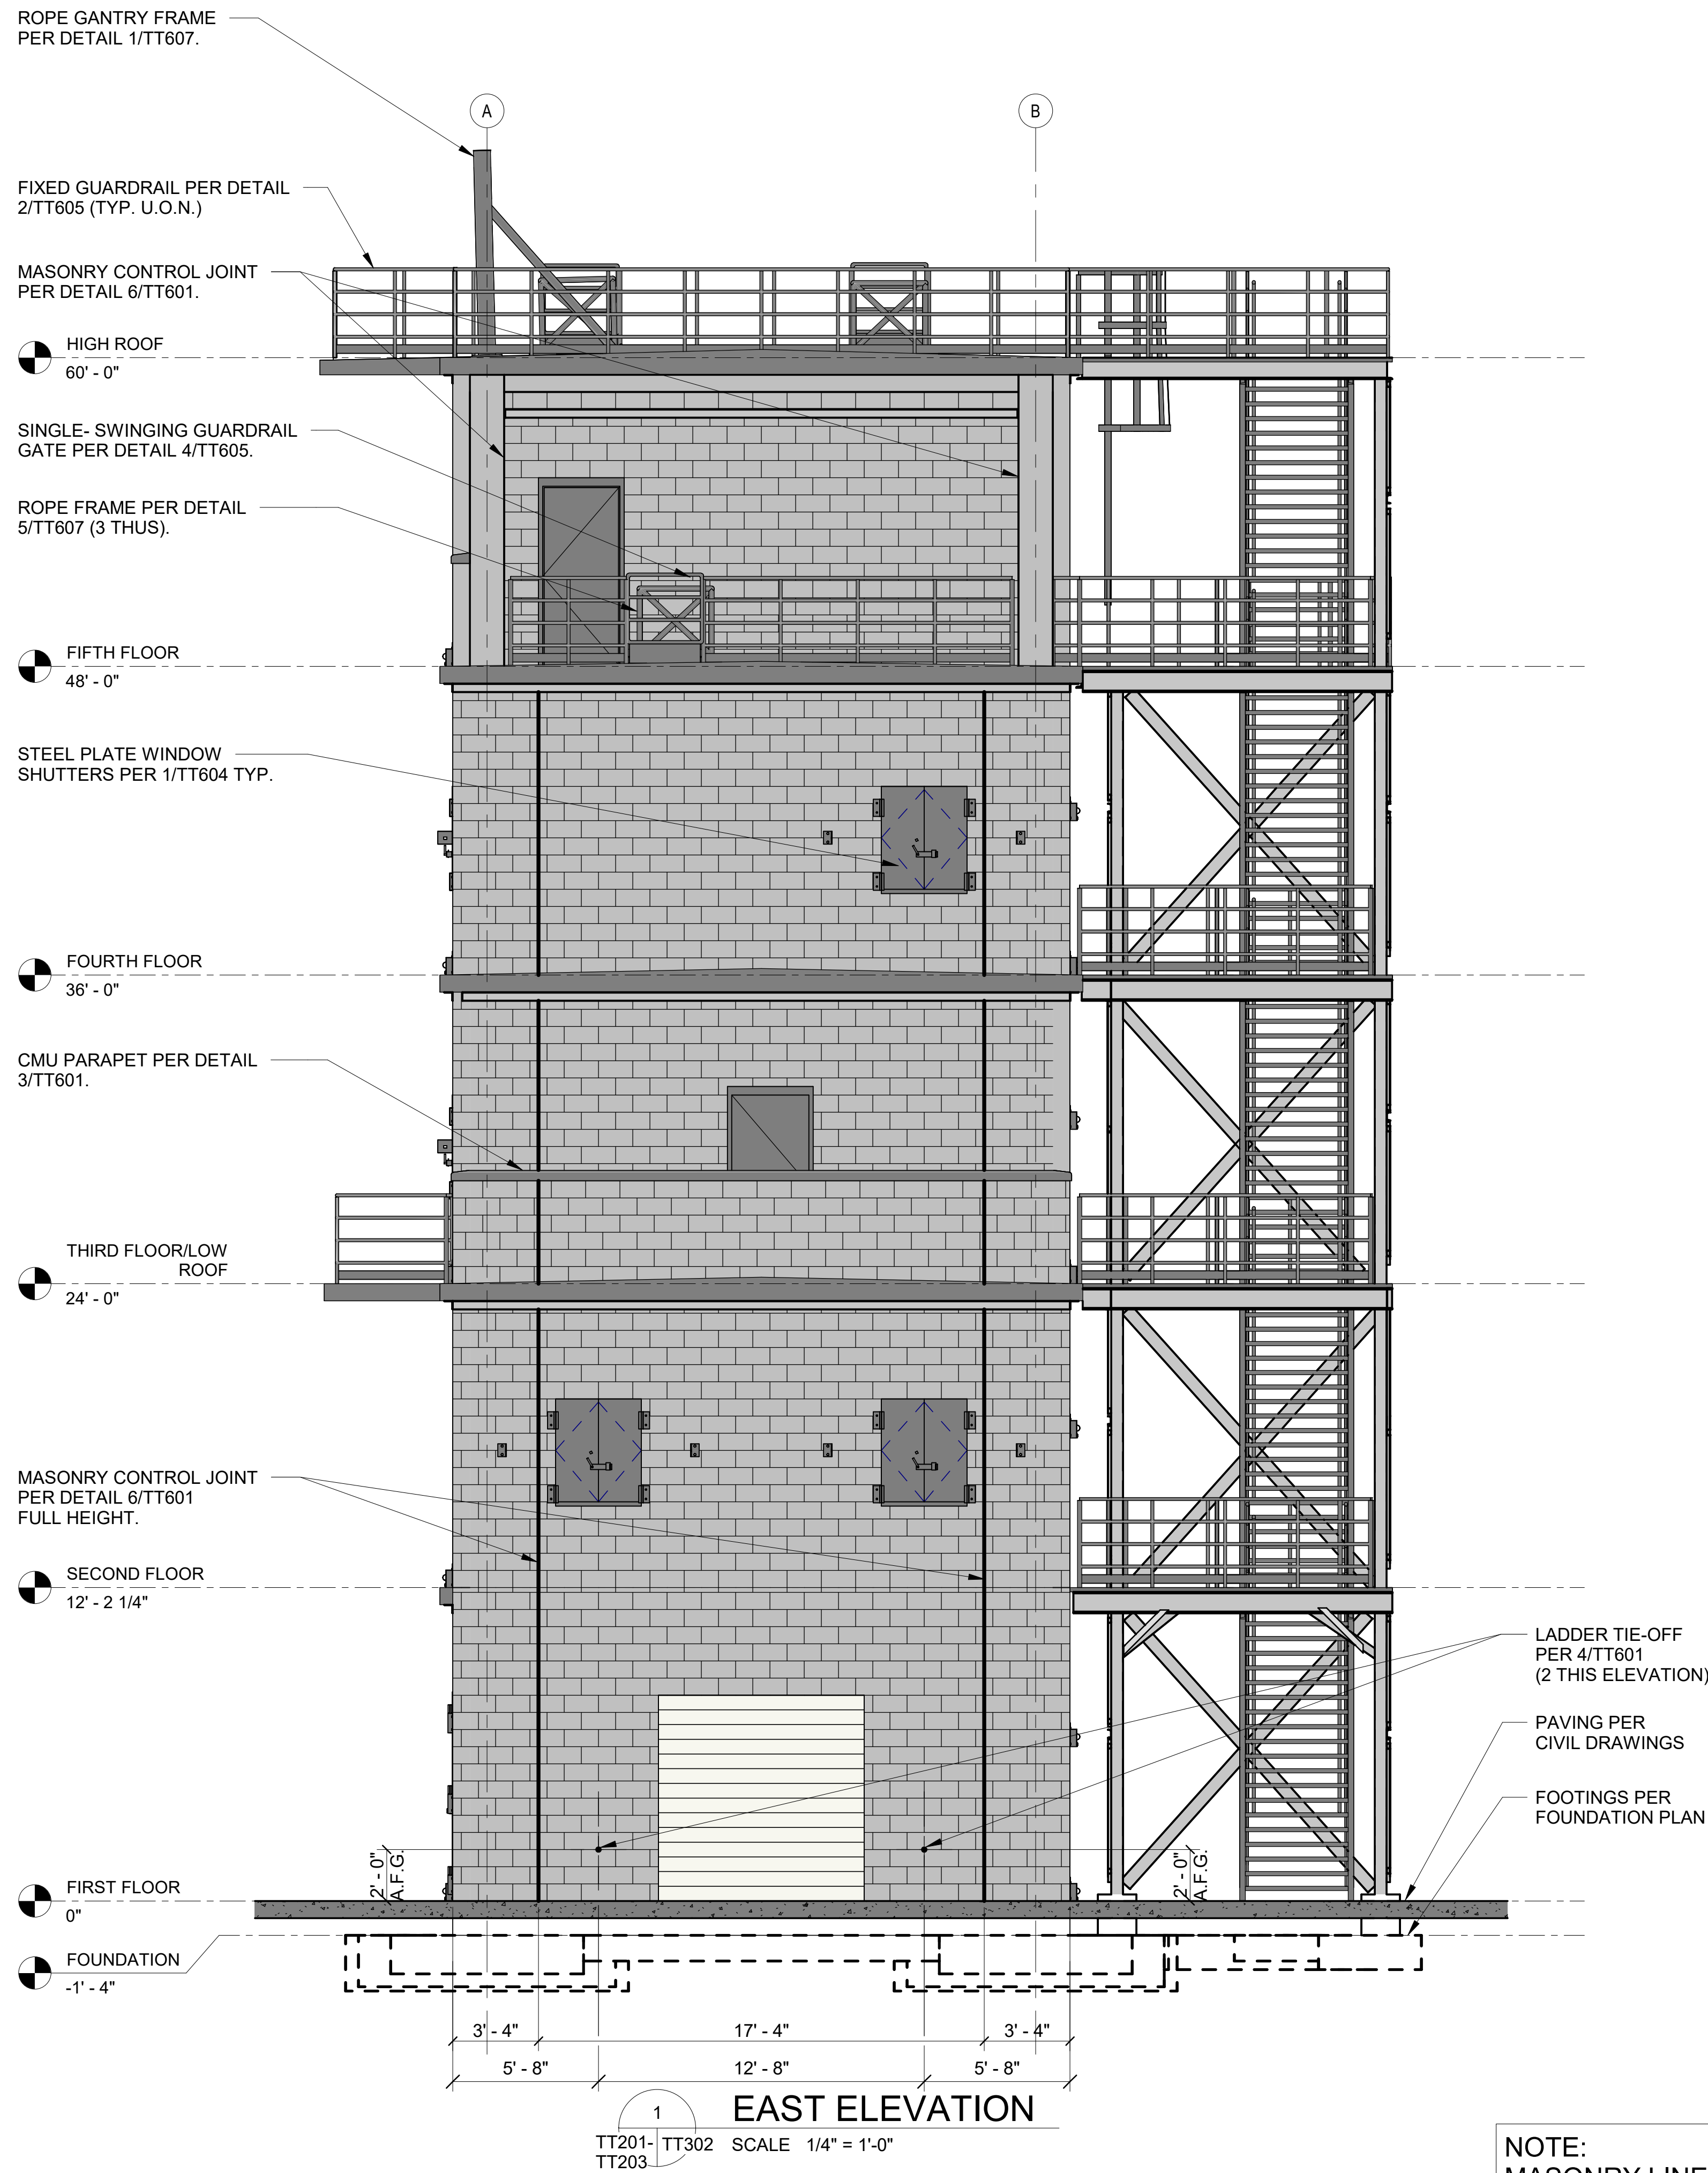 ROPE GANTRY FRAME
PER DETAIL 1/TT607.
A
B
FIXED GUARDRAIL PER DETAIL
2/TT605 (TYP. U.O.N.)
MASONRY CONTROL JOINT
PER DETAIL 6/TT601.
HIGH ROOF
60' - 0"
SINGLE- SWINGING GUARDRAIL
GATE PER DETAIL 4/TT605.
ROPE FRAME PER DETAIL
5/TT607 (3 THUS).
FIFTH FLOOR
48' - 0"
STEEL PLATE WINDOW
SHUTTERS PER 1/TT604 TYP.
FOURTH FLOOR
36' - 0"
CMU PARAPET PER DETAIL
3/TT601.
THIRD FLOOR/LOW
ROOF
24' - 0"
MASONRY CONTROL JOINT
PER DETAIL 6/TT601
FULL HEIGHT.
SECOND FLOOR
12' - 2 1/4"
LADDER TIE-OFF
PER 4/TT601
(2 THIS ELEVATION)
PAVING PER
CIVIL DRAWINGS
FOOTINGS PER
FOUNDATION PLAN
2' - 0"
A.F.G.
2' - 0"
A.F.G.
FIRST FLOOR
0"
FOUNDATION
-1' - 4"
3' - 4"
17' - 4"
3' - 4"
5' - 8"
12' - 8"
5' - 8"
1
EAST ELEVATION
TT201-
TT203
TT302
SCALE 1/4" = 1'-0"
NOTE:
MASONRY LINE